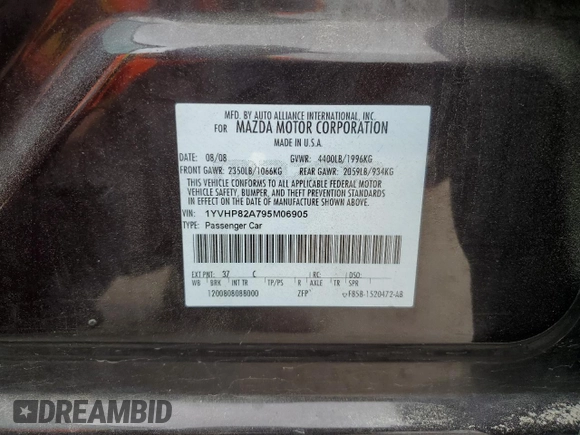 MFD. BY AUTO ALLIANCE INTERNATIONAL, INC.
FOR MAZDA MOTOR CORPORATION
MADE IN U.S.A.
DATE: 08/08 GVWR: 4400LB/1996KG
FRONT GAWR: 2350LB/1066KG REAR GAWR: 2059LB/934KG
THIS VEHICLE CONFORMS TO ALL APPLICABLE FEDERAL MOTOR
VEHICLE SAFETY, BUMPER, AND THEFT PREVENTION STANDARDS
IN EFFECT ON THE DATE OF MANUFACTURE SHOWN ABOVE.
VIN: 1YVHP82A795M06905
TYPE: Passenger Car
EXT.PNT: 37 C RC: DSO:
WB BRK INT TR TP/PS R AXLE TR SPR
1200808088000 ZFP F85B-1520472-AB
DREAMBID